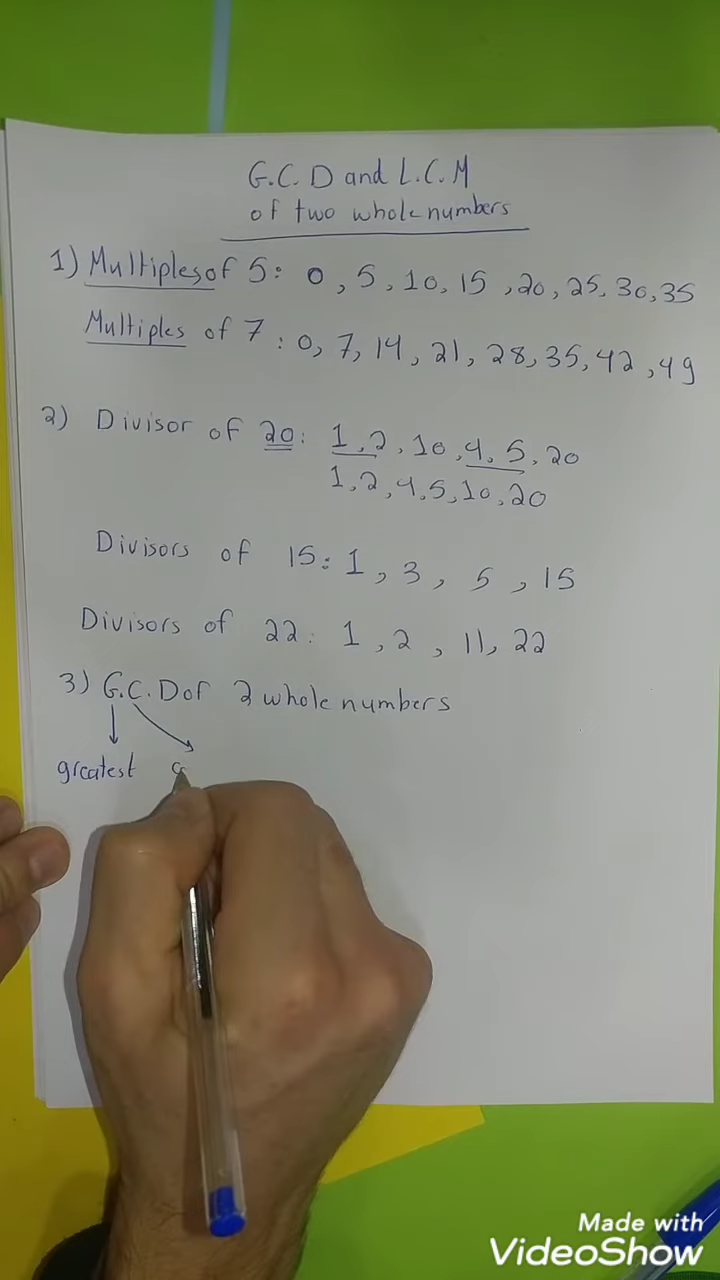 G.C.D and L.C.M
of two whole numbers
1) Multiples of 5: 0, 5, 10, 15, 20, 25, 30, 35
Multiples of 7: 0, 7, 14, 21, 28, 35, 42, 49
2) Divisor of 20: 1, 2, 10, 4, 5, 20
1, 2, 4, 5, 10, 20
Divisors of 15: 1, 3, 5, 15
Divisors of 22: 1, 2, 11, 22
3) G.C.D of 2 whole numbers
greatest
Made with
VideoShow